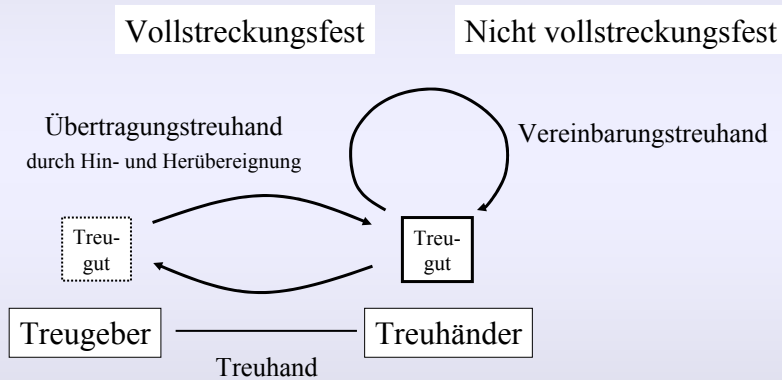 Vollstreckungsfest
Nicht vollstreckungsfest
Übertragungstreuhand
durch Hin- und Herübereignung
Vereinbarungstreuhand
Treu-
gut
Treu-
gut
Treugeber
Treuhänder
Treuhand